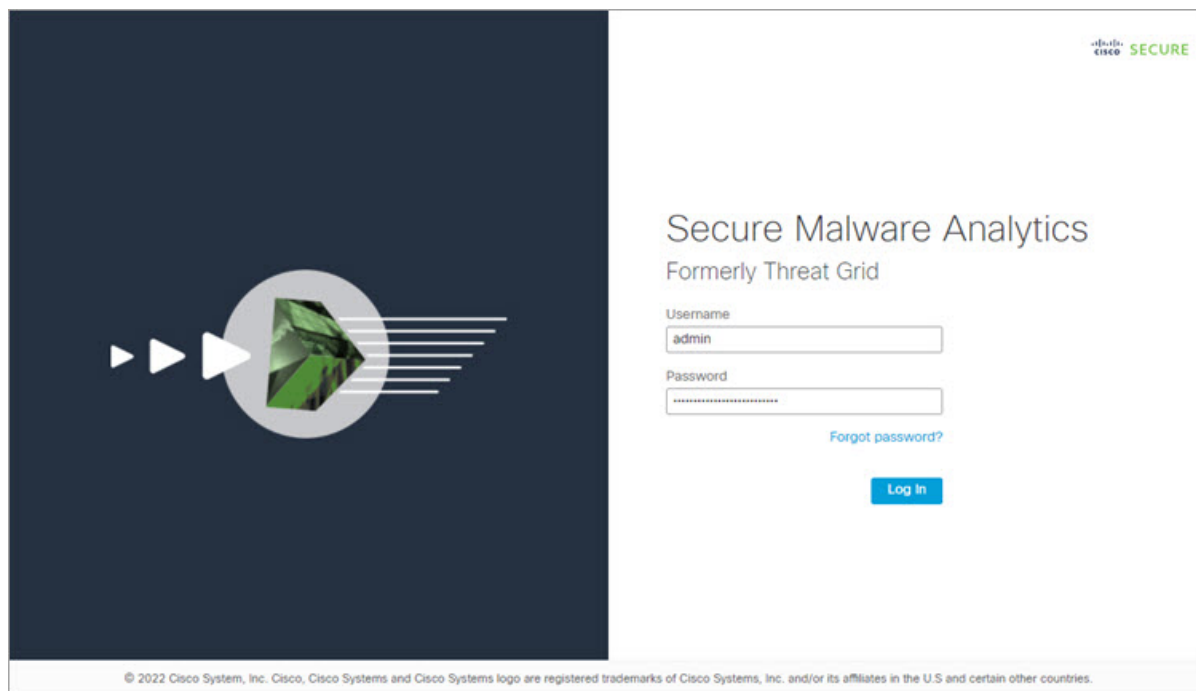 cisco SECURE
Secure Malware Analytics
Formerly Threat Grid
Username
admin
Password
Forgot password?
Log In
© 2022 Cisco System, Inc. Cisco, Cisco Systems and Cisco Systems logo are registered trademarks of Cisco Systems, Inc. and/or its affiliates in the U.S and certain other countries.